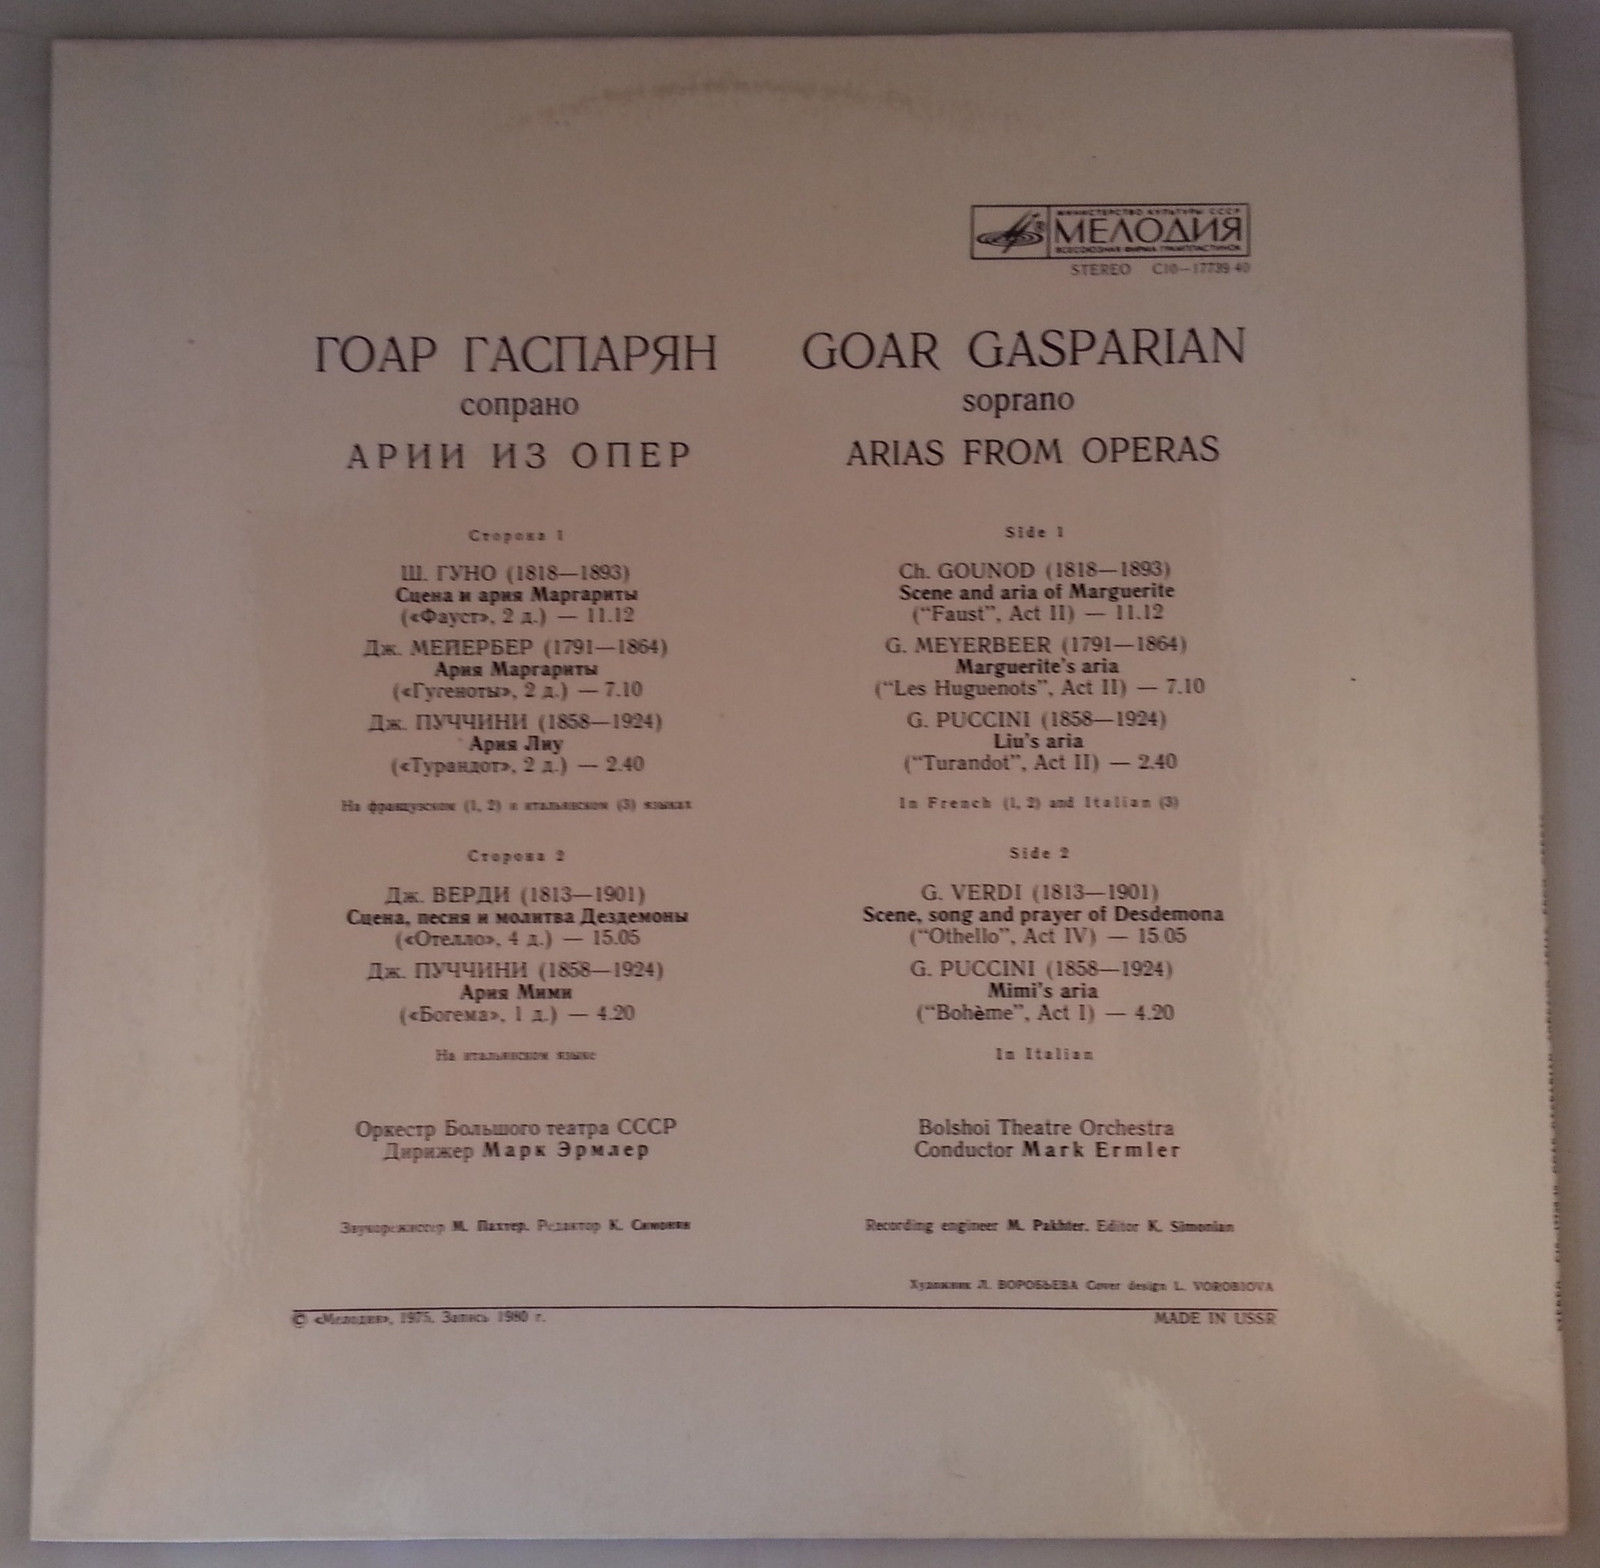 МИНИСТЕРСТВО КУЛЬТУРЫ СССР
МЕЛОДИЯ
ВСЕСОЮЗНАЯ ФИРМА ГРАМПЛАСТИНОК
STEREO С10—17739-40
ГОАР ГАСПАРЯН
сопрано
АРИИ ИЗ ОПЕР
Сторона 1
Ш. ГУНО (1818—1893)
Сцена и ария Маргариты
(«Фауст», 2 д.) — 11.12
Дж. МЕЙЕРБЕР (1791—1864)
Ария Маргариты
(«Гугеноты», 2 д.) — 7.10
Дж. ПУЧЧИНИ (1858—1924)
Ария Лиу
(«Турандот», 2 д.) — 2.40
На французском (1, 2) и итальянском (3) языках
Сторона 2
Дж. ВЕРДИ (1813—1901)
Сцена, песня и молитва Дездемоны
(«Отелло», 4 д.) — 15.05
Дж. ПУЧЧИНИ (1858—1924)
Ария Мими
(«Богема», 1 д.) — 4.20
На итальянском языке
Оркестр Большого театра СССР
Дирижер Марк Эрмлер
Звукорежиссер М. Пахтер. Редактор К. Симонян
GOAR GASPARIAN
soprano
ARIAS FROM OPERAS
Side 1
Ch. GOUNOD (1818—1893)
Scene and aria of Marguerite
(“Faust”, Act II) — 11.12
G. MEYERBEER (1791—1864)
Marguerite’s aria
(“Les Huguenots”, Act II) — 7.10
G. PUCCINI (1858—1924)
Liu’s aria
(“Turandot”, Act II) — 2.40
In French (1, 2) and Italian (3)
Side 2
G. VERDI (1813—1901)
Scene, song and prayer of Desdemona
(“Othello”, Act IV) — 15.05
G. PUCCINI (1858—1924)
Mimi’s aria
(“Bohème”, Act I) — 4.20
In Italian
Bolshoi Theatre Orchestra
Conductor Mark Ermler
Recording engineer M. Pakhter. Editor K. Simonian
Художник Л. ВОРОБЬЕВА Cover design L. VOROBIOVA
© «Мелодия», 1975. Запись 1980 г.
MADE IN USSR